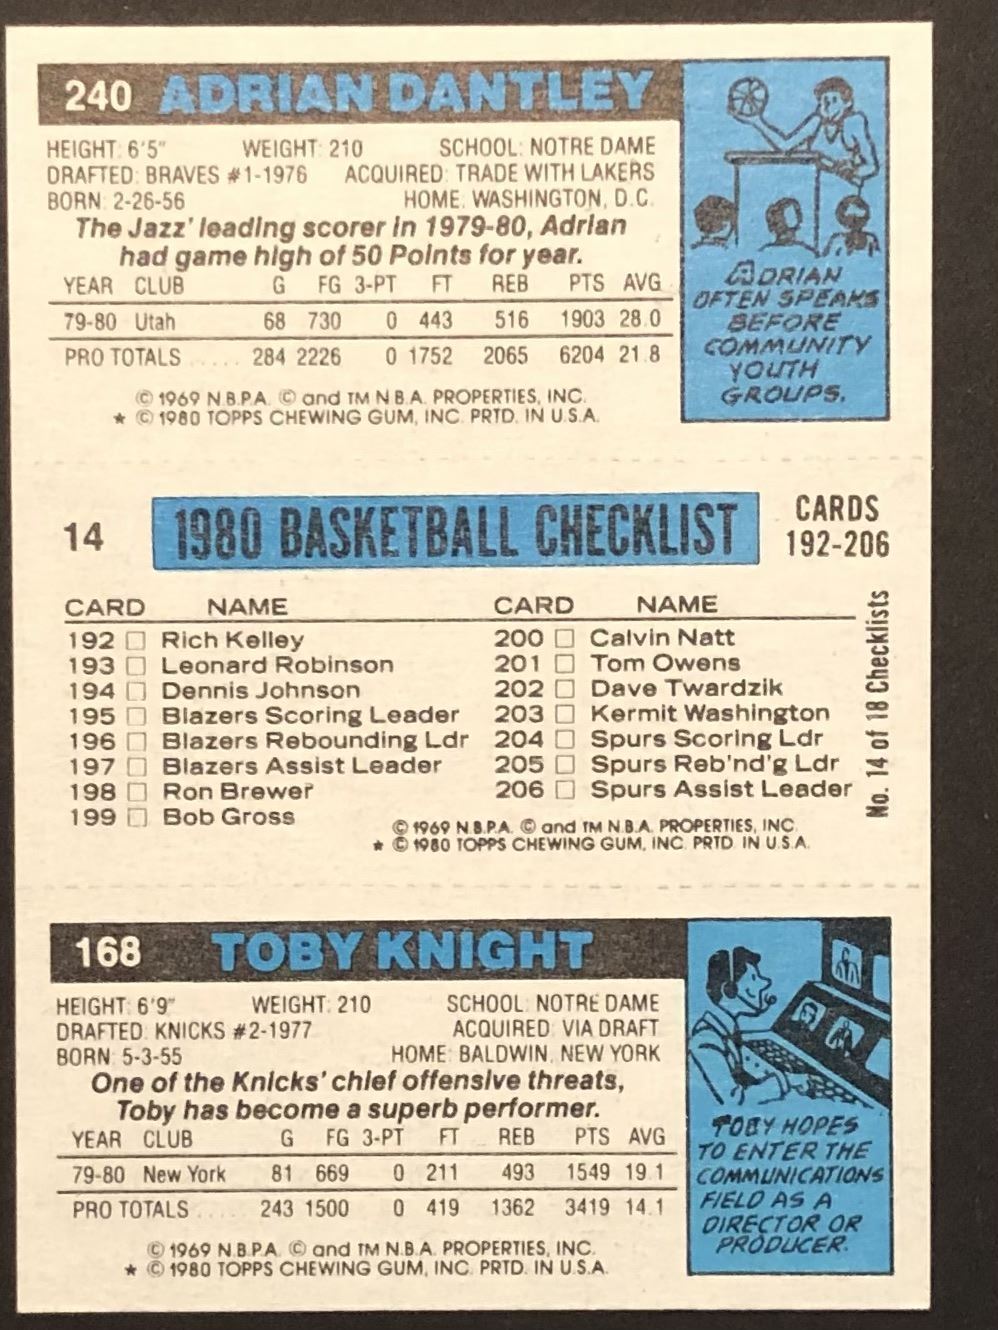 240 ADRIAN DANTLEY
HEIGHT: 6'5" WEIGHT: 210 SCHOOL: NOTRE DAME
DRAFTED: BRAVES #1-1976 ACQUIRED: TRADE WITH LAKERS
BORN: 2-26-56 HOME: WASHINGTON, D.C.
The Jazz' leading scorer in 1979-80, Adrian
had game high of 50 Points for year.
YEAR CLUB G FG 3-PT FT REB PTS AVG
79-80 Utah 68 730 0 443 516 1903 28.0
PRO TOTALS ..... 284 2226 0 1752 2065 6204 21.8
© 1969 N.B.P.A. © and TM N.B.A. PROPERTIES, INC.
★ © 1980 TOPPS CHEWING GUM, INC. PRTD. IN U.S.A.
ADRIAN
OFTEN SPEAKS
BEFORE
COMMUNITY
YOUTH
GROUPS.
14 1980 BASKETBALL CHECKLIST CARDS
192-206
CARD NAME CARD NAME
192 □ Rich Kelley 200 □ Calvin Natt
193 □ Leonard Robinson 201 □ Tom Owens
194 □ Dennis Johnson 202 □ Dave Twardzik
195 □ Blazers Scoring Leader 203 □ Kermit Washington
196 □ Blazers Rebounding Ldr 204 □ Spurs Scoring Ldr
197 □ Blazers Assist Leader 205 □ Spurs Reb'nd'g Ldr
198 □ Ron Brewer 206 □ Spurs Assist Leader
199 □ Bob Gross
© 1969 N.B.P.A. © and TM N.B.A. PROPERTIES, INC.
★ © 1980 TOPPS CHEWING GUM, INC. PRTD. IN U.S.A.
No. 14 of 18 Checklists
168 TOBY KNIGHT
HEIGHT: 6'9" WEIGHT: 210 SCHOOL: NOTRE DAME
DRAFTED: KNICKS #2-1977 ACQUIRED: VIA DRAFT
BORN: 5-3-55 HOME: BALDWIN, NEW YORK
One of the Knicks' chief offensive threats,
Toby has become a superb performer.
YEAR CLUB G FG 3-PT FT REB PTS AVG
79-80 New York 81 669 0 211 493 1549 19.1
PRO TOTALS ..... 243 1500 0 419 1362 3419 14.1
© 1969 N.B.P.A. © and TM N.B.A. PROPERTIES, INC.
★ © 1980 TOPPS CHEWING GUM, INC. PRTD. IN U.S.A.
TOBY HOPES
TO ENTER THE
COMMUNICATIONS
FIELD AS A
DIRECTOR OR
PRODUCER.